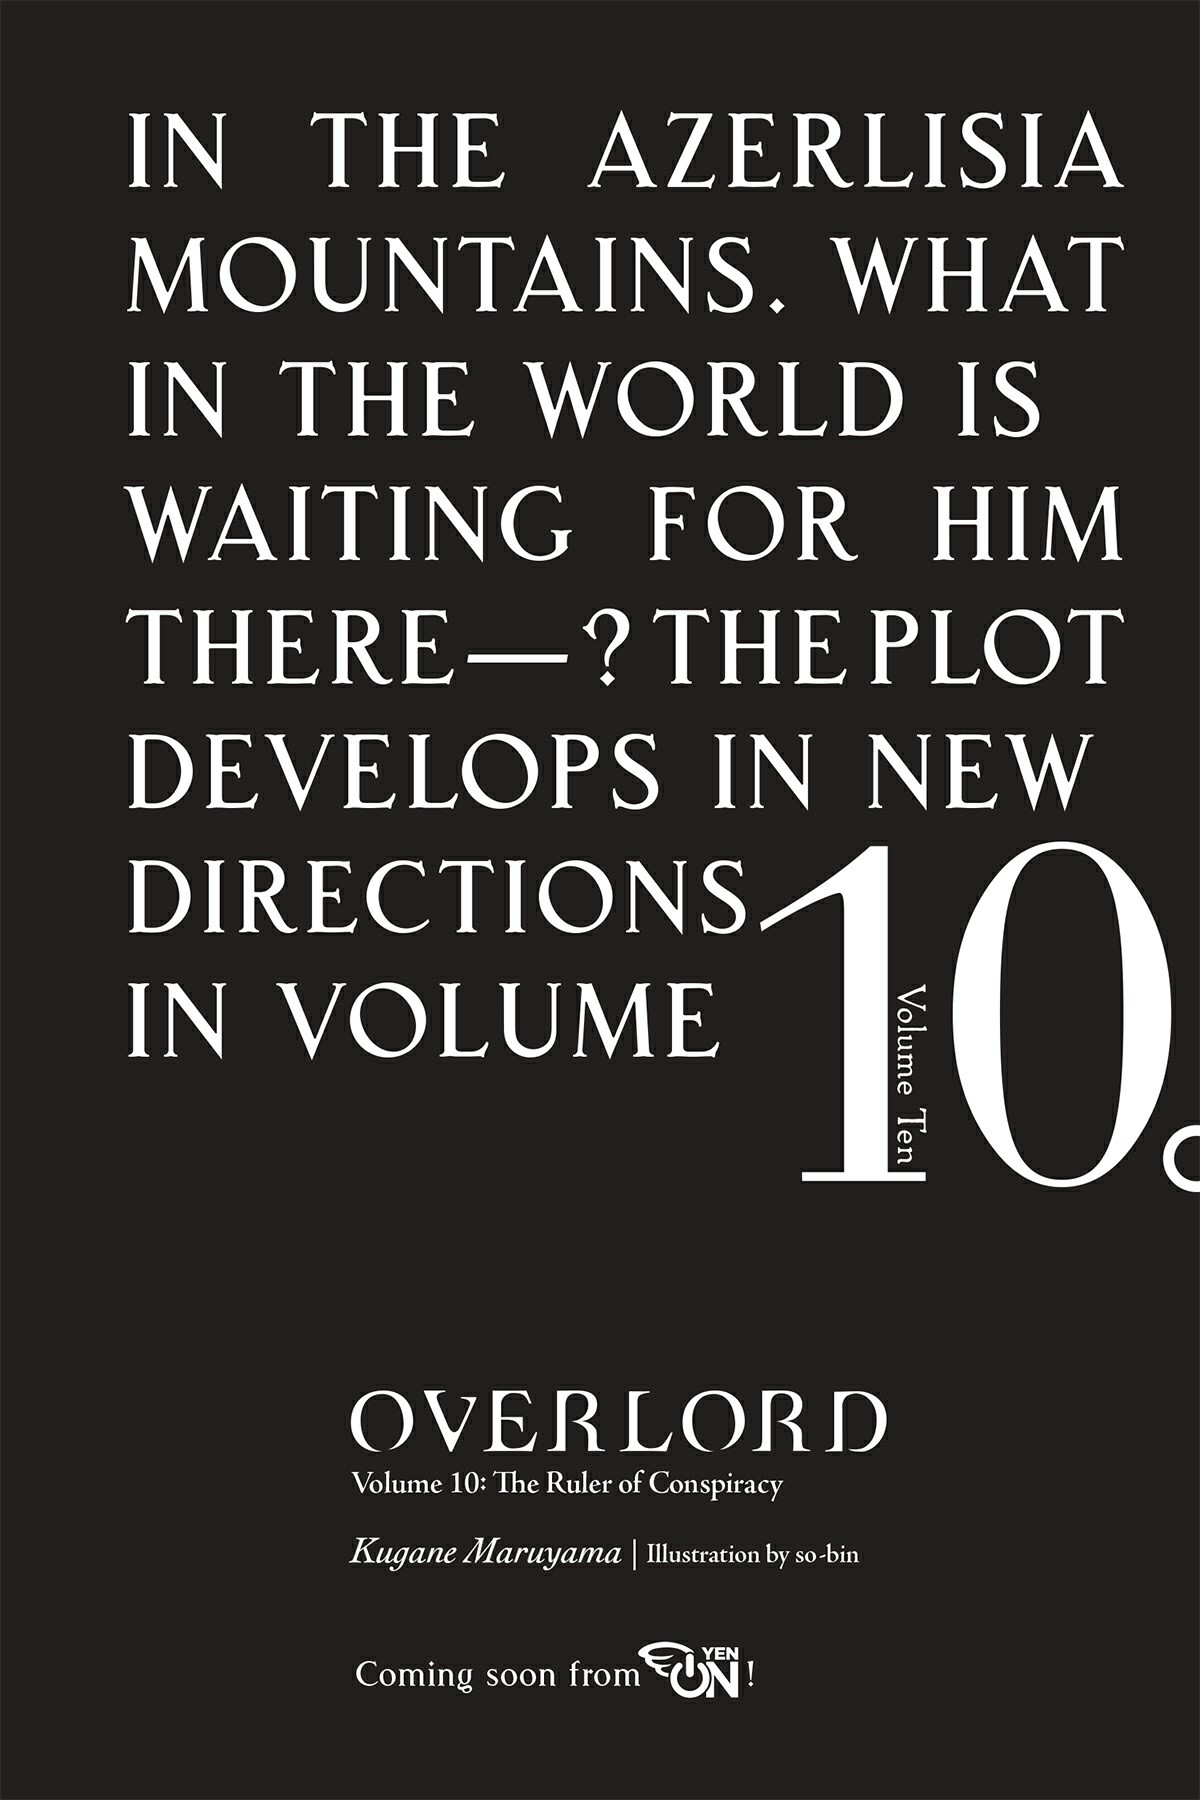 IN THE AZERLISIA
MOUNTAINS. WHAT
IN THE WORLD IS
WAITING FOR HIM
THERE—? THE PLOT
DEVELOPS IN NEW
DIRECTIONS
IN VOLUME 10.
Volume Ten
OVERLORD
Volume 10: The Ruler of Conspiracy
Kugane Maruyama | Illustration by so-bin
Coming soon from YEN ON!